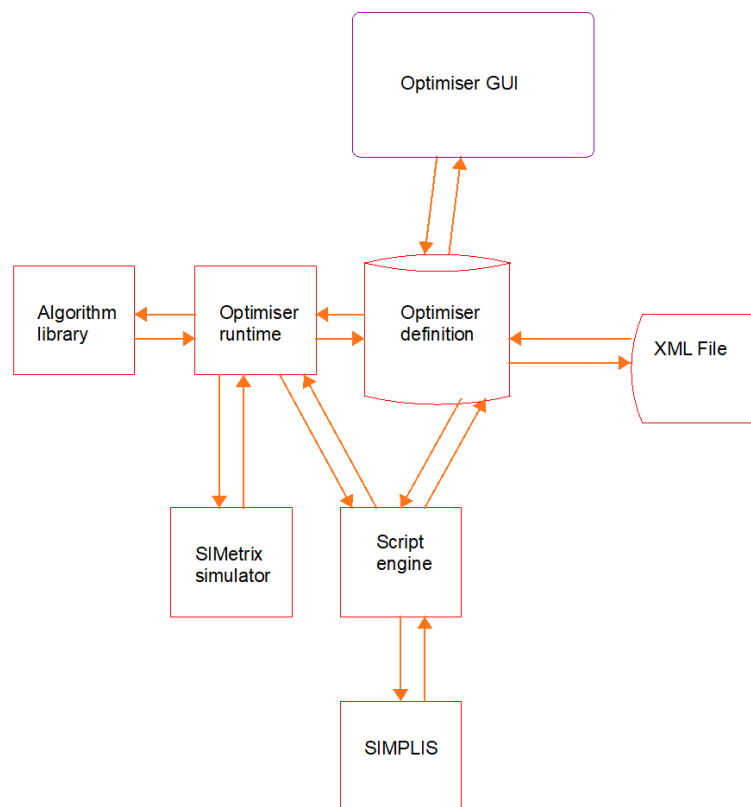 Optimiser GUI
Algorithm
library
Optimiser
runtime
Optimiser
definition
XML File
SIMetrix
simulator
Script
engine
SIMPLIS